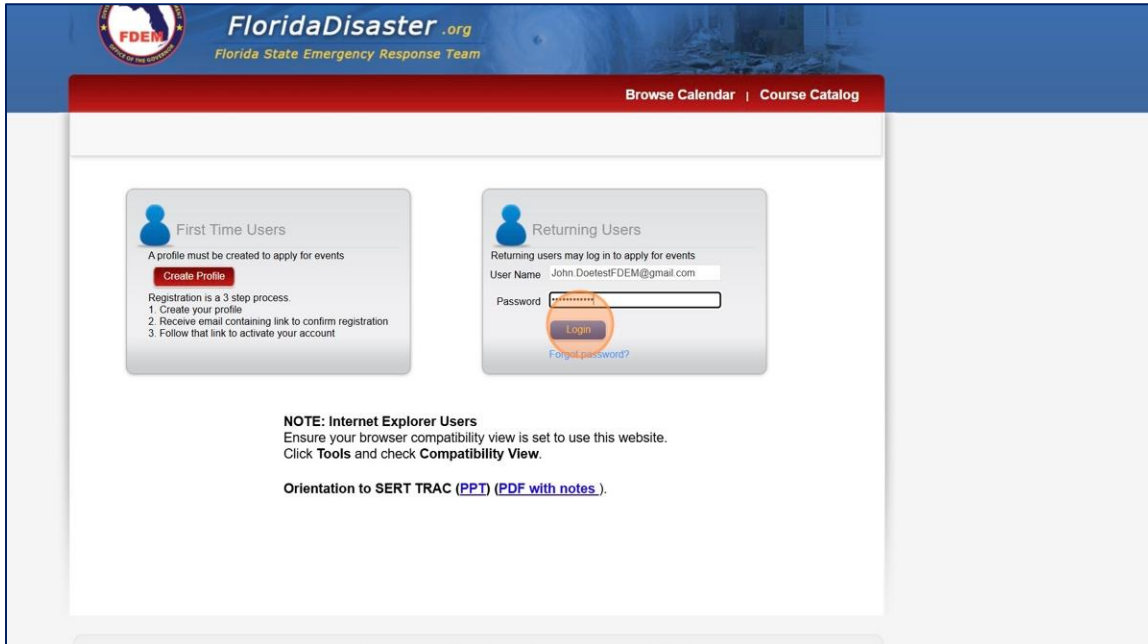 FDEM
OFFICE OF THE GOVERNOR
FloridaDisaster .org
Florida State Emergency Response Team
Browse Calendar | Course Catalog
First Time Users
A profile must be created to apply for events
Create Profile
Registration is a 3 step process.
1. Create your profile
2. Receive email containing link to confirm registration
3. Follow that link to activate your account
Returning Users
Returning users may log in to apply for events
User Name John.DoetestFDEM@gmail.com
Password ************
Login
Forgot password?
NOTE: Internet Explorer Users
Ensure your browser compatibility view is set to use this website.
Click Tools and check Compatibility View.
Orientation to SERT TRAC (PPT) (PDF with notes ).